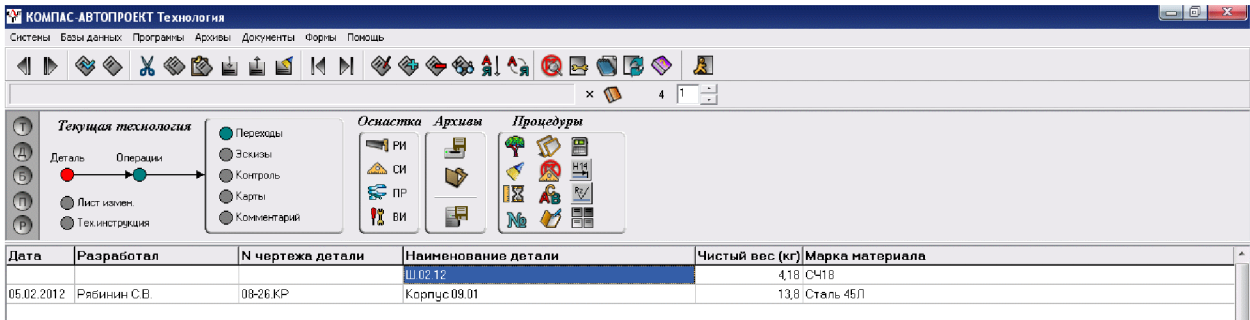 КОМПАС-АВТОПРОЕКТ Технология
Системы Базы данных Программы Архивы Документы Формы Помощь
4 1
Т Текущая технология Оснастка Архивы Процедуры
Переходы
РИ
Д Деталь Операции Эскизы
СИ H14
Б Контроль
П Лист измен. Карты ПР
Р Тех.инструкция Комментарий ВИ №
Дата Разработал N чертежа детали Наименование детали Чистый вес (кг) Марка материала
Ш.02.12 4,18 СЧ18
05.02.2012 Рябинин С.В. 08-26.КР Корпус 09.01 13,8 Сталь 45Л